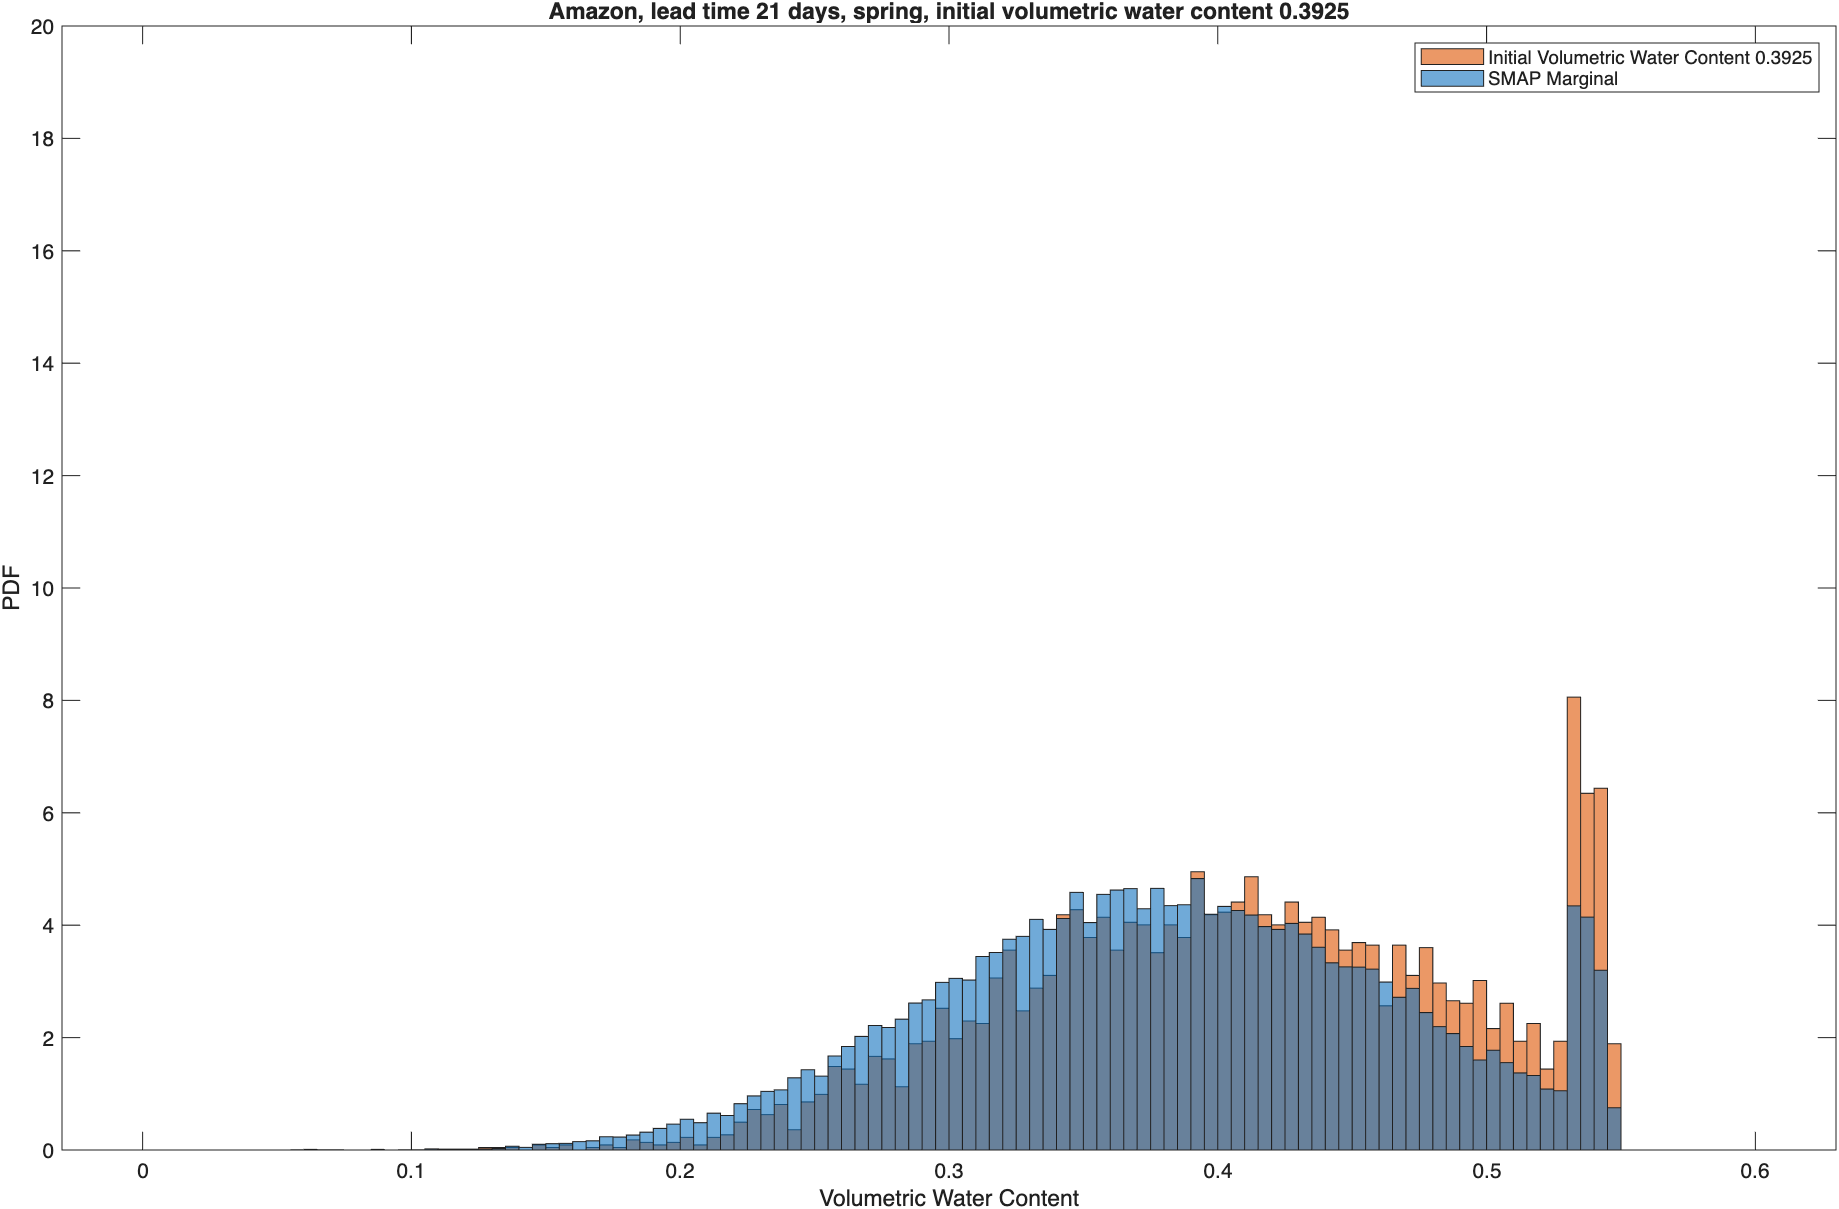 Amazon, lead time 21 days, spring, initial volumetric water content 0.3925
Initial Volumetric Water Content 0.3925
SMAP Marginal
PDF
20
18
16
14
12
10
8
6
4
2
0
0 0.1 0.2 0.3 0.4 0.5 0.6
Volumetric Water Content